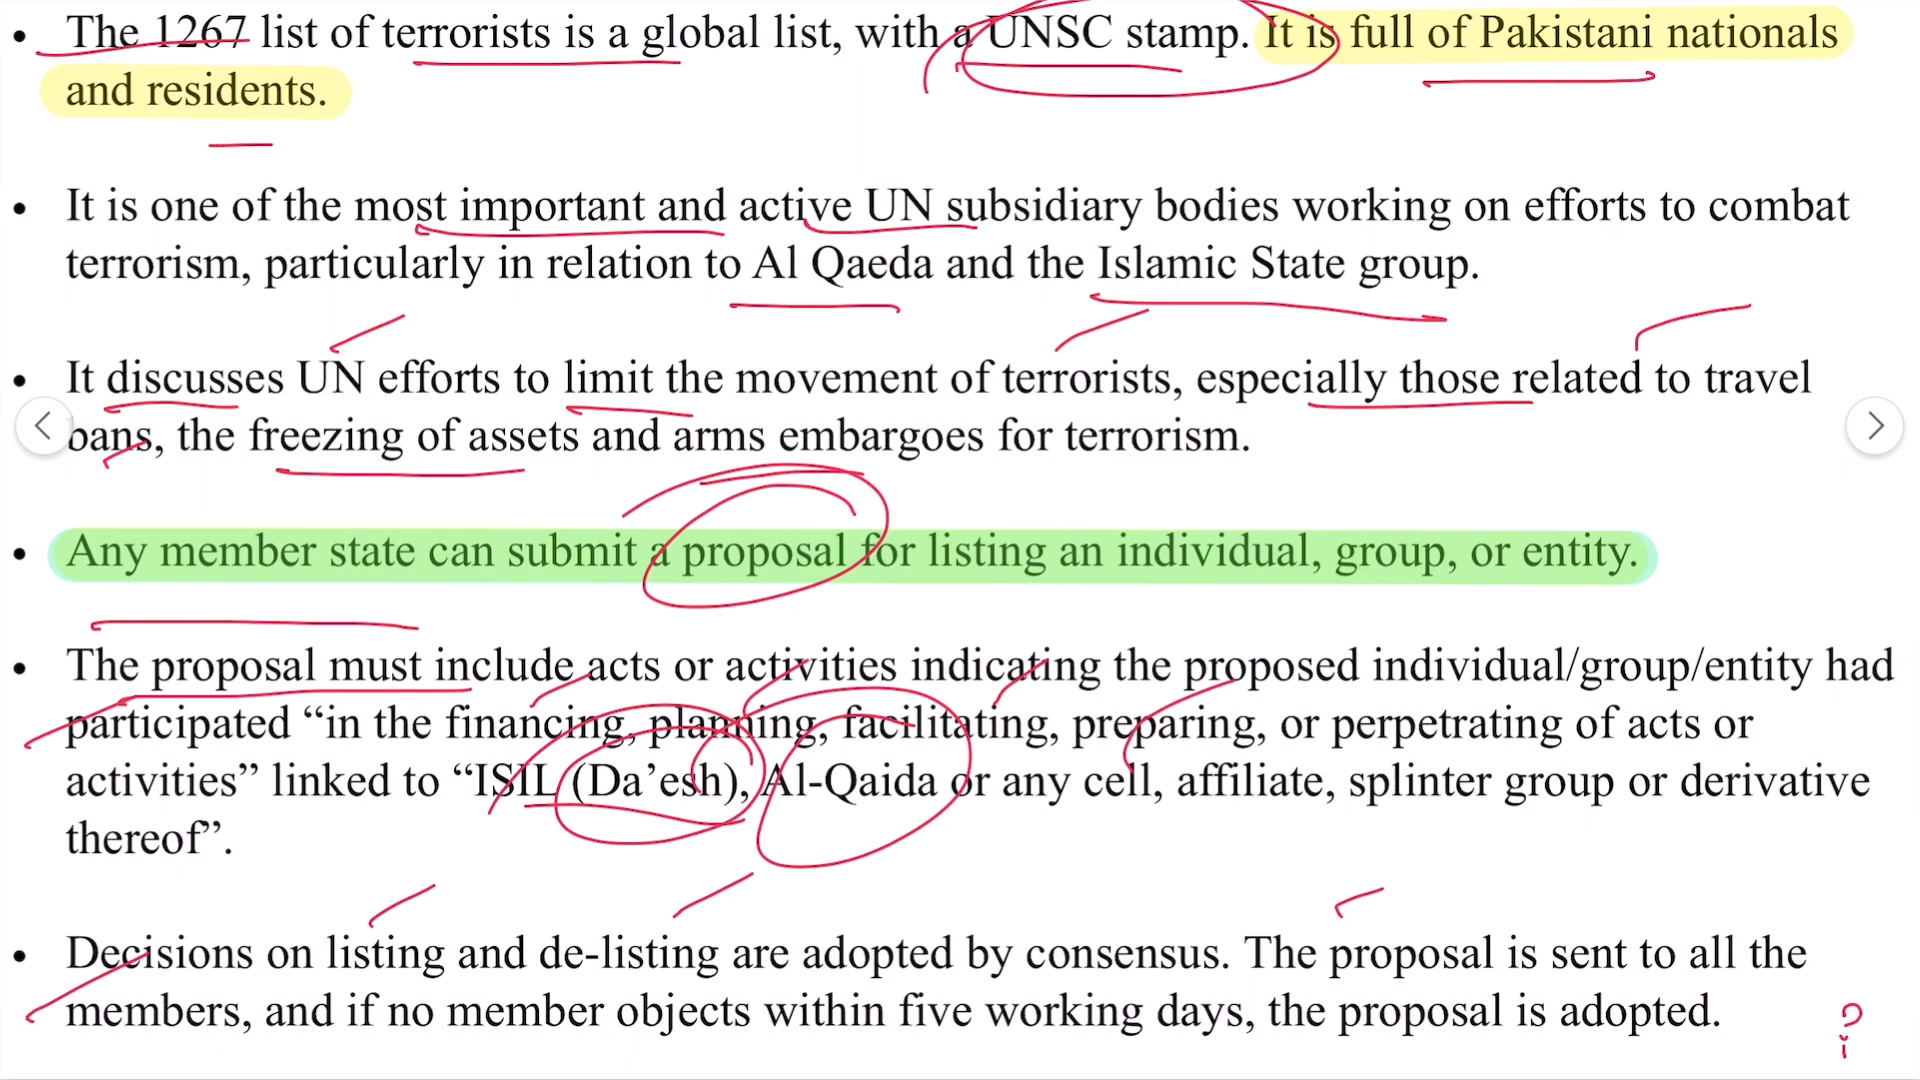 • The 1267 list of terrorists is a global list, with a UNSC stamp. It is full of Pakistani nationals
and residents.
• It is one of the most important and active UN subsidiary bodies working on efforts to combat
terrorism, particularly in relation to Al Qaeda and the Islamic State group.
• It discusses UN efforts to limit the movement of terrorists, especially those related to travel
bans, the freezing of assets and arms embargoes for terrorism.
• Any member state can submit a proposal for listing an individual, group, or entity.
• The proposal must include acts or activities indicating the proposed individual/group/entity had
participated “in the financing, planning, facilitating, preparing, or perpetrating of acts or
activities” linked to “ISIL (Da’esh), Al-Qaida or any cell, affiliate, splinter group or derivative
thereof”.
• Decisions on listing and de-listing are adopted by consensus. The proposal is sent to all the
members, and if no member objects within five working days, the proposal is adopted.
?